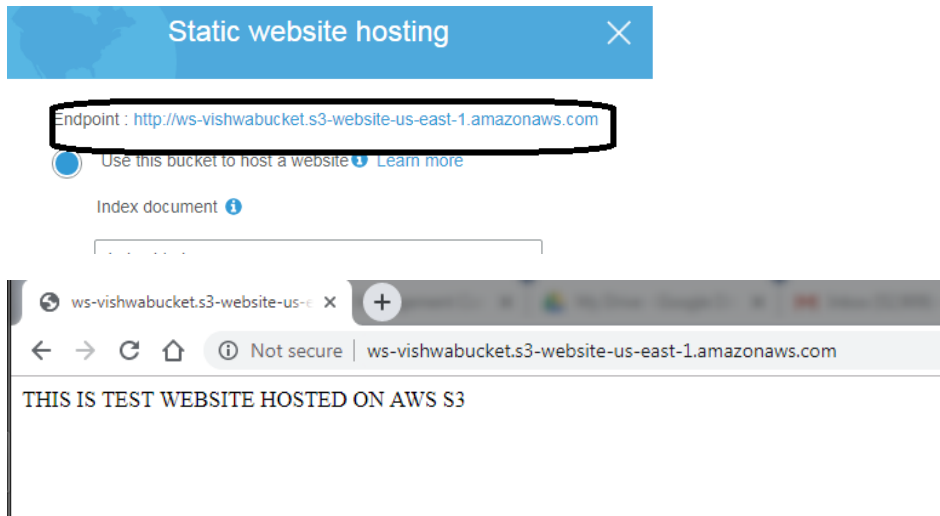 Static website hosting
Endpoint : http://ws-vishwabucket.s3-website-us-east-1.amazonaws.com
Use this bucket to host a website Learn more
Index document
ws-vishwabucket.s3-website-us-e
Not secure | ws-vishwabucket.s3-website-us-east-1.amazonaws.com
THIS IS TEST WEBSITE HOSTED ON AWS S3